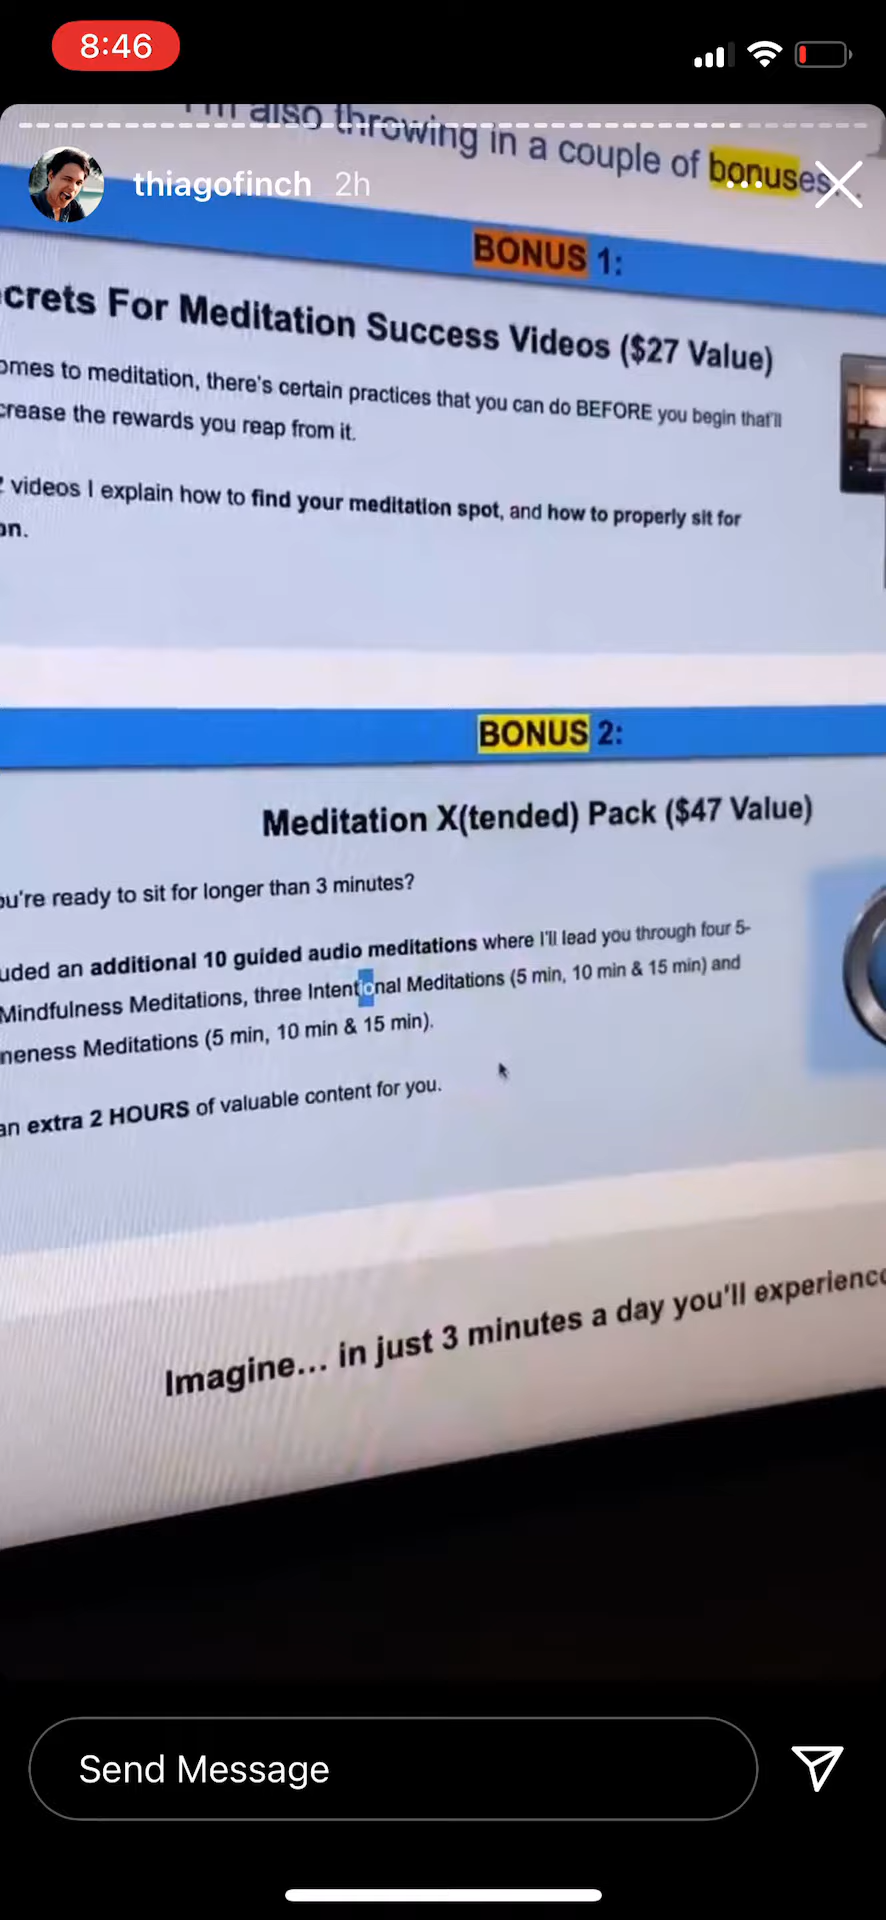 8:46
I'm also throwing in a couple of bonuses...
thiagofinch 2h
BONUS 1:
crets For Meditation Success Videos ($27 Value)
omes to meditation, there's certain practices that you can do BEFORE you begin that'll
crease the rewards you reap from it.
videos I explain how to find your meditation spot, and how to properly sit for
on.
BONUS 2:
Meditation X(tended) Pack ($47 Value)
ou're ready to sit for longer than 3 minutes?
uded an additional 10 guided audio meditations where I'll lead you through four 5-
Mindfulness Meditations, three Intentional Meditations (5 min, 10 min & 15 min) and
neness Meditations (5 min, 10 min & 15 min).
an extra 2 HOURS of valuable content for you.
Imagine... in just 3 minutes a day you'll experience
Send Message